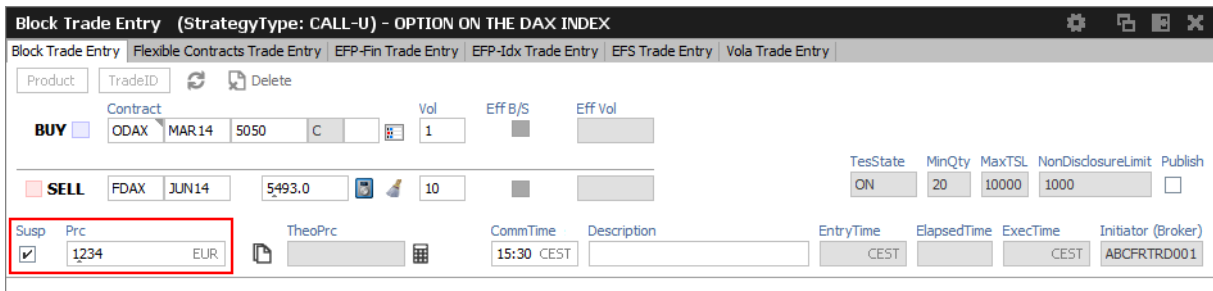 Block Trade Entry (StrategyType: CALL-U) - OPTION ON THE DAX INDEX
Block Trade Entry Flexible Contracts Trade Entry EFP-Fin Trade Entry EFP-Idx Trade Entry EFS Trade Entry Vola Trade Entry
Product TradeID Delete
Contract Vol Eff B/S Eff Vol
BUY ODAX MAR14 5050 C 1
TesState MinQty MaxTSL NonDisclosureLimit Publish
SELL FDAX JUN14 5493.0 10 ON 20 10000 1000
Susp Prc TheoPrc CommTime Description EntryTime ElapsedTime ExecTime Initiator (Broker)
1234 EUR 15:30 CEST CEST CEST ABCFRTRD001